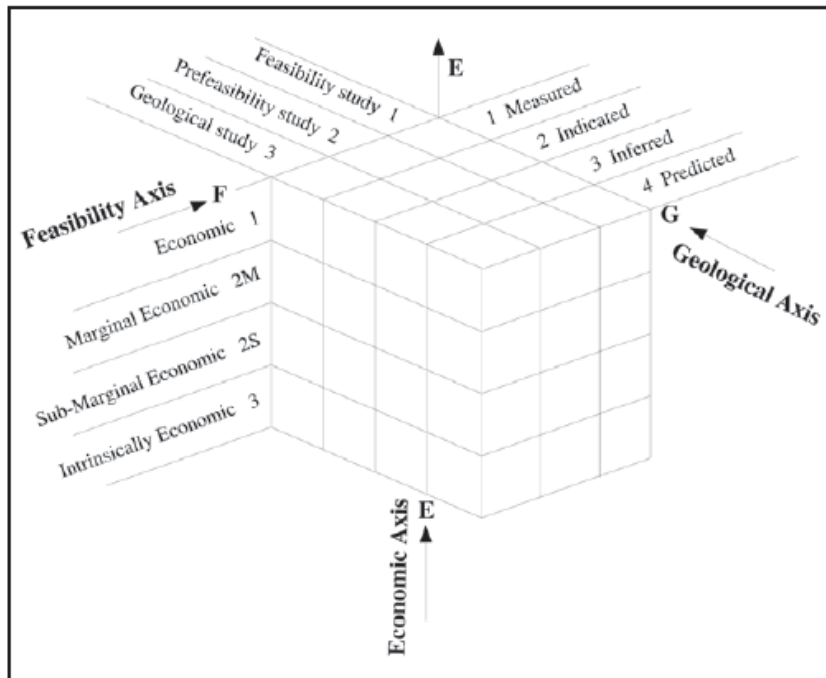 E
Feasibility study 1
Prefeasibility study 2
Geological study 3
1 Measured
2 Indicated
3 Inferred
4 Predicted
F
Feasibility Axis
G
Geological Axis
Economic 1
Marginal Economic 2M
Sub-Marginal Economic 2S
Intrinsically Economic 3
E
Economic Axis